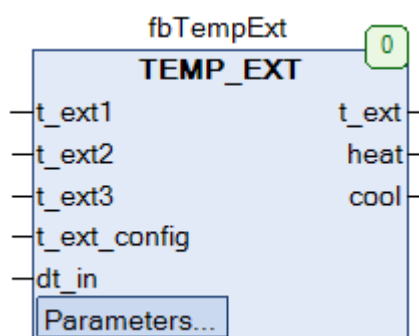 fbTempExt
0
TEMP_EXT
t_ext1 t_ext
t_ext2 heat
t_ext3 cool
t_ext_config
dt_in
Parameters...